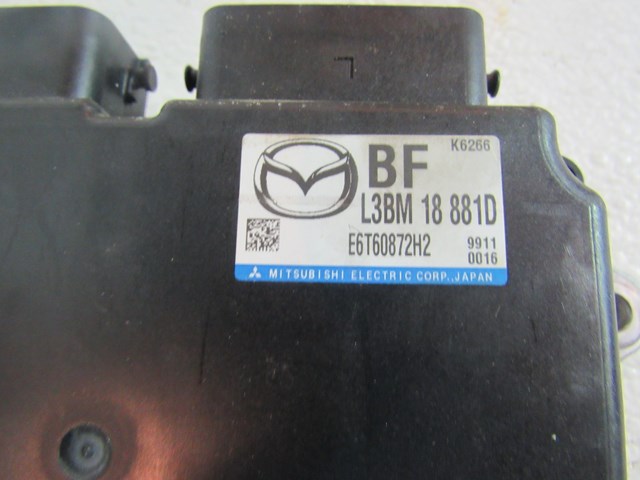 K6266
BF
L3BM 18 881D
E6T60872H2
9911
0016
MITSUBISHI ELECTRIC CORP., JAPAN